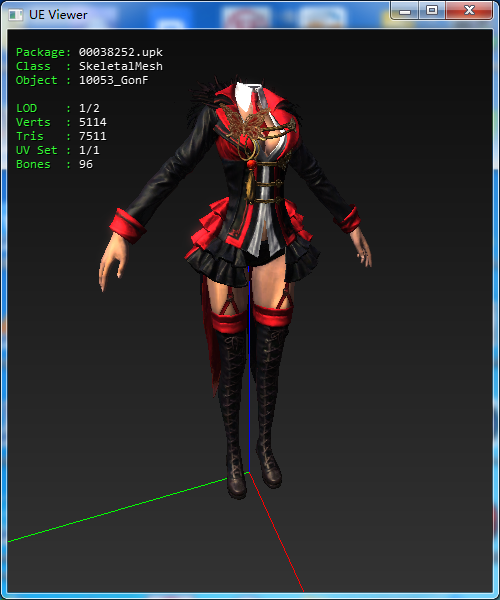 UE Viewer
Package: 00038252.upk
Class : SkeletalMesh
Object : 10053_GonF
LOD : 1/2
Verts : 5114
Tris : 7511
UV Set : 1/1
Bones : 96